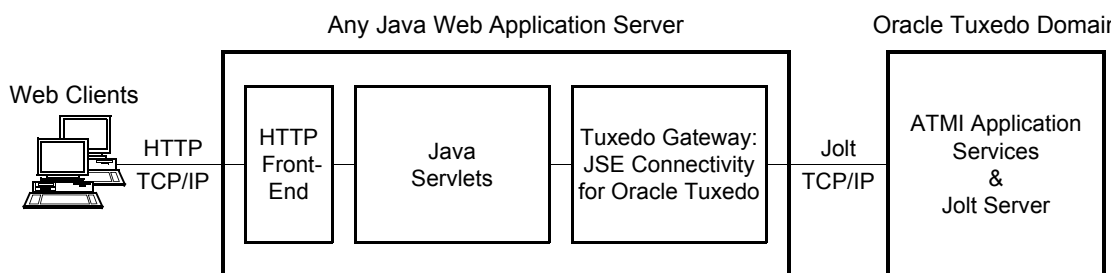 Any Java Web Application Server
Oracle Tuxedo Domain
Web Clients
HTTP
TCP/IP
HTTP
Front-
End
Java
Servlets
Tuxedo Gateway:
JSE Connectivity
for Oracle Tuxedo
Jolt
TCP/IP
ATMI Application
Services
&
Jolt Server